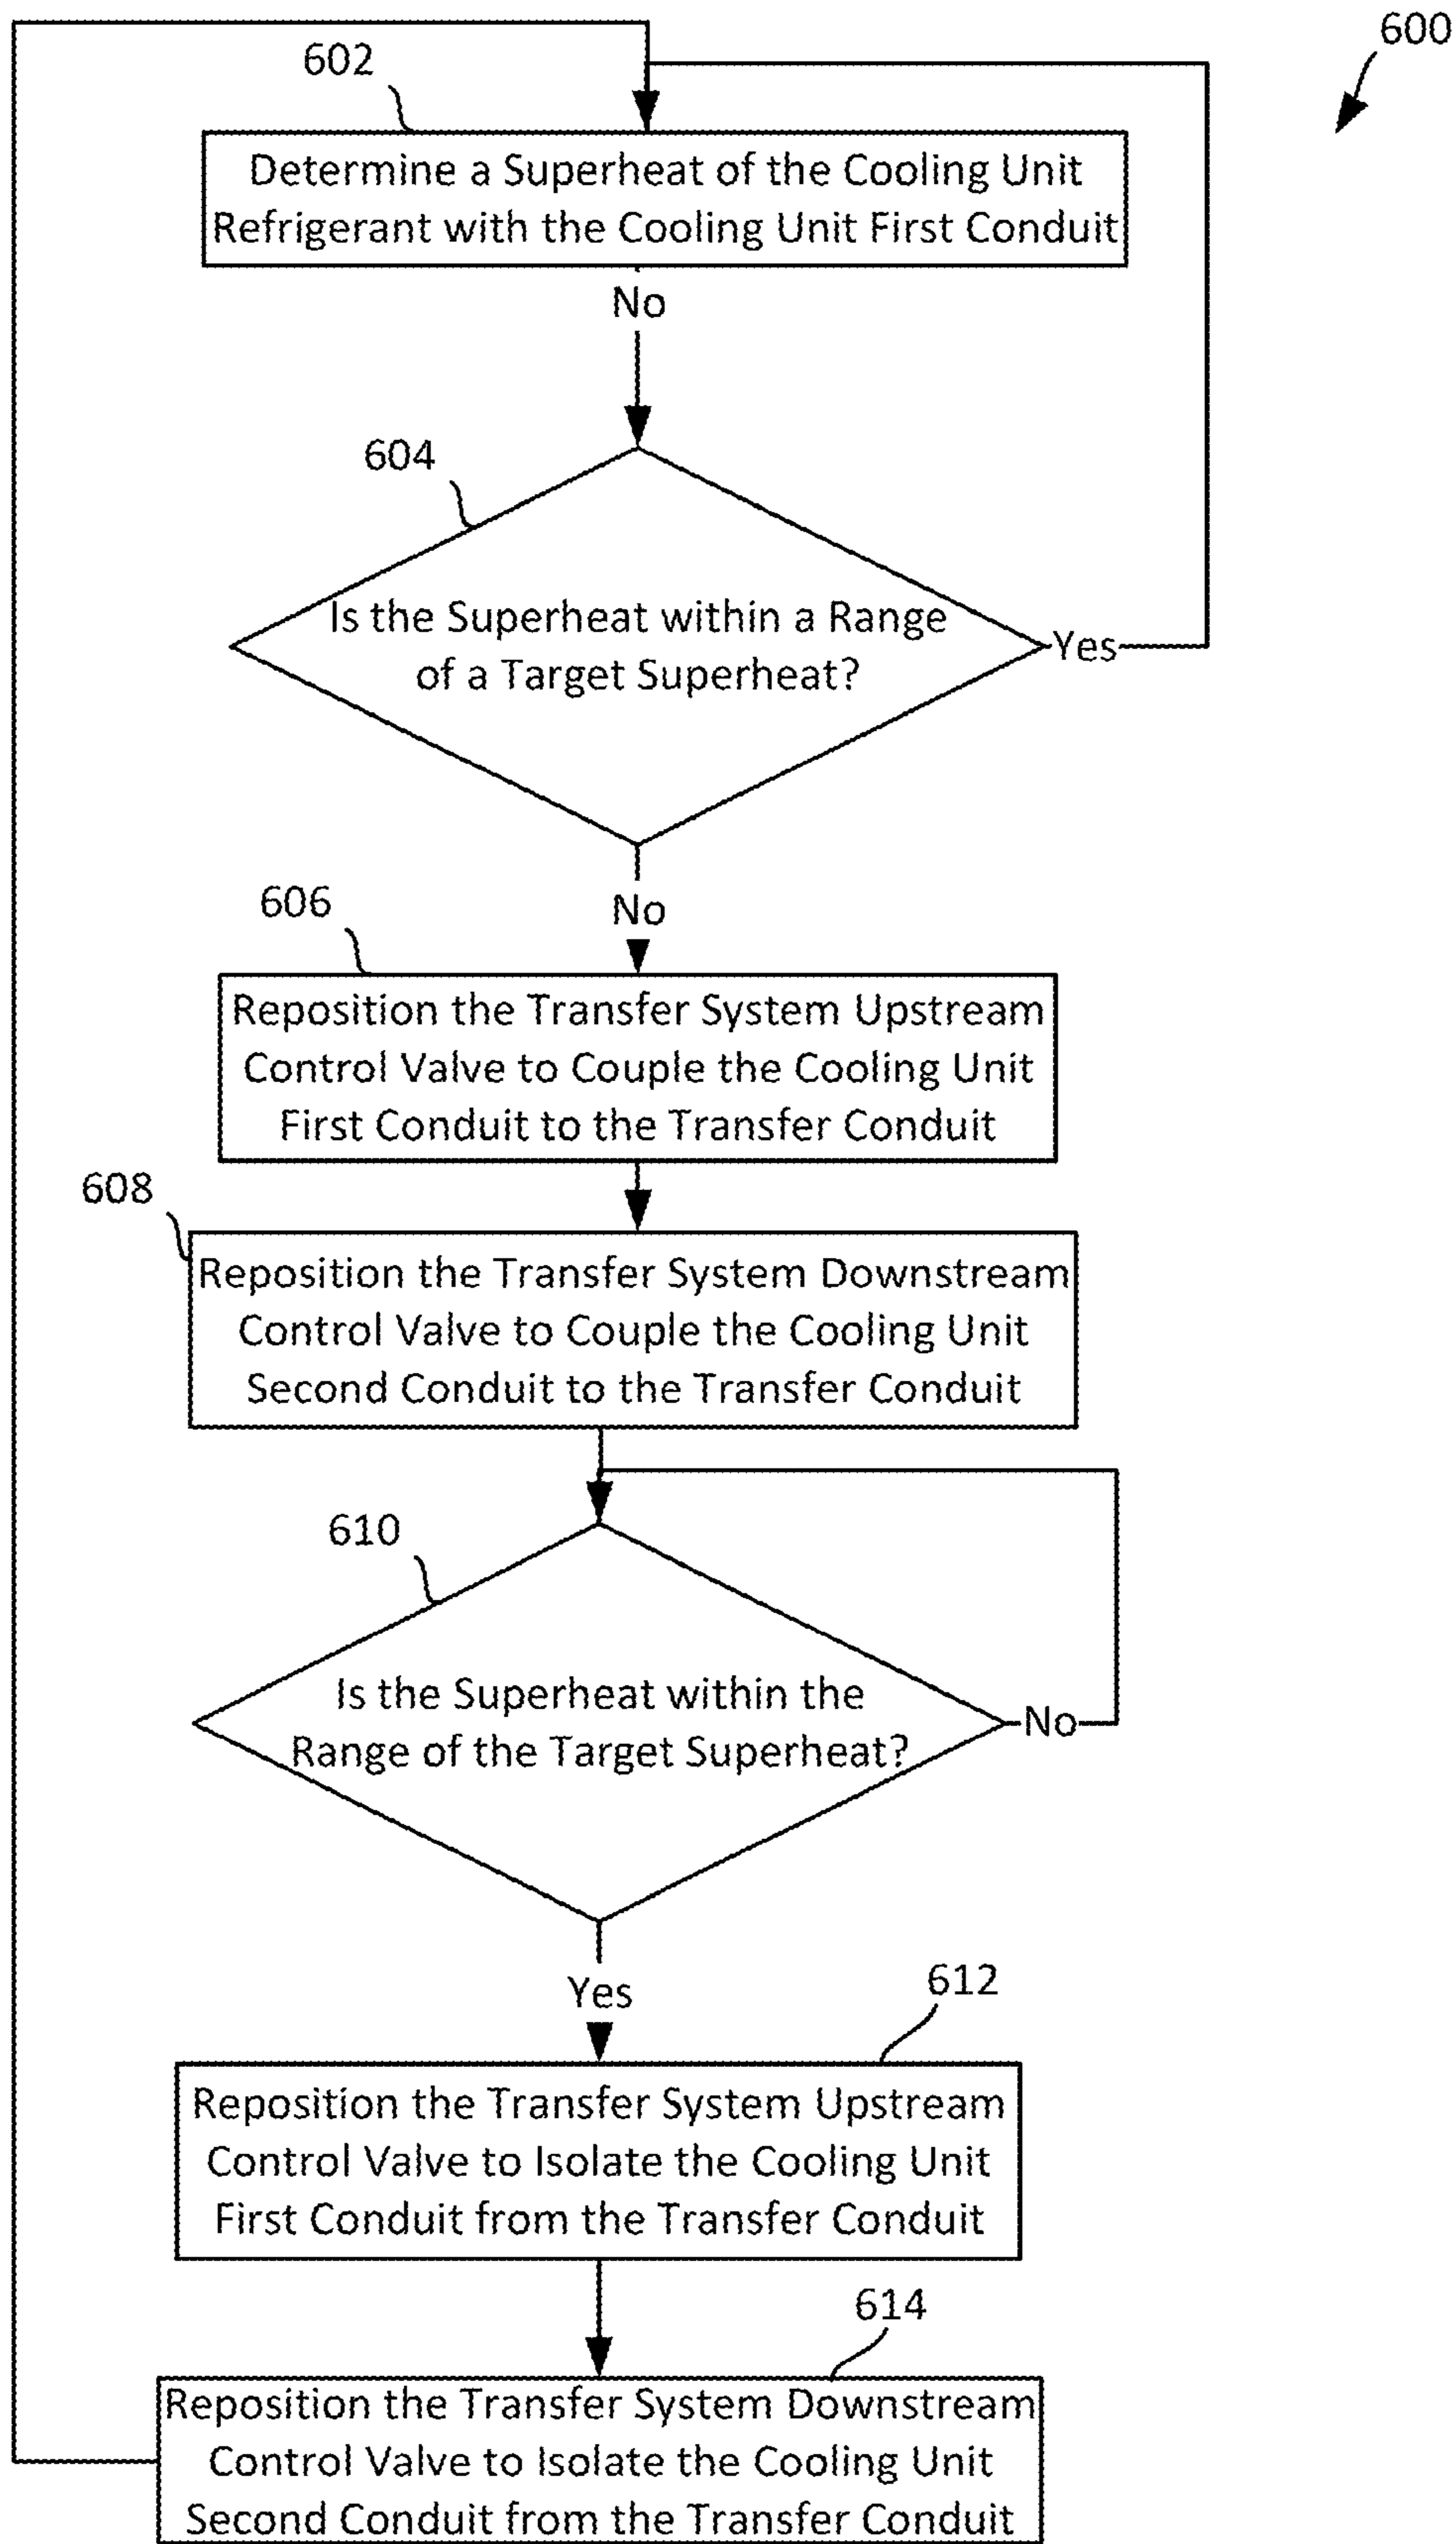 600
602
Determine a Superheat of the Cooling Unit
Refrigerant with the Cooling Unit First Conduit
No
604
Is the Superheat within a Range
of a Target Superheat?
Yes
No
606
Reposition the Transfer System Upstream
Control Valve to Couple the Cooling Unit
First Conduit to the Transfer Conduit
608
Reposition the Transfer System Downstream
Control Valve to Couple the Cooling Unit
Second Conduit to the Transfer Conduit
610
Is the Superheat within the
Range of the Target Superheat?
No
Yes
612
Reposition the Transfer System Upstream
Control Valve to Isolate the Cooling Unit
First Conduit from the Transfer Conduit
614
Reposition the Transfer System Downstream
Control Valve to Isolate the Cooling Unit
Second Conduit from the Transfer Conduit